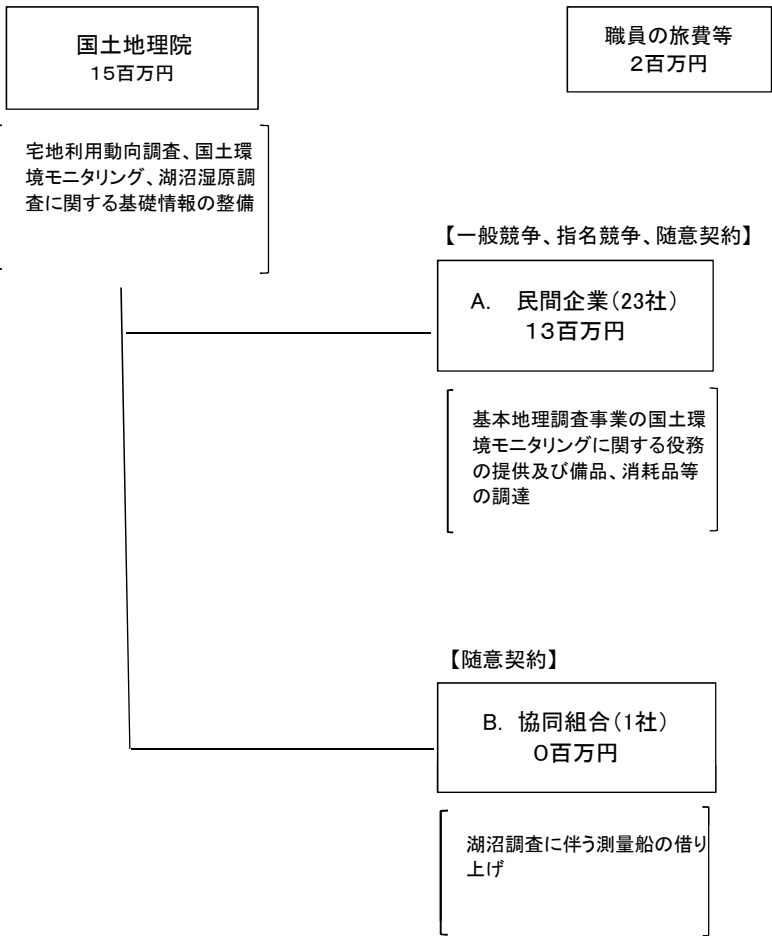 国土地理院
15百万円
職員の旅費等
2百万円
宅地利用動向調査、国土環
境モニタリング、湖沼湿原調
査に関する基礎情報の整備
【一般競争、指名競争、随意契約】
A. 民間企業(23社)
13百万円
基本地理調査事業の国土環
境モニタリングに関する役務
の提供及び備品、消耗品等
の調達
【随意契約】
B. 協同組合(1社)
0百万円
湖沼調査に伴う測量船の借り
上げ